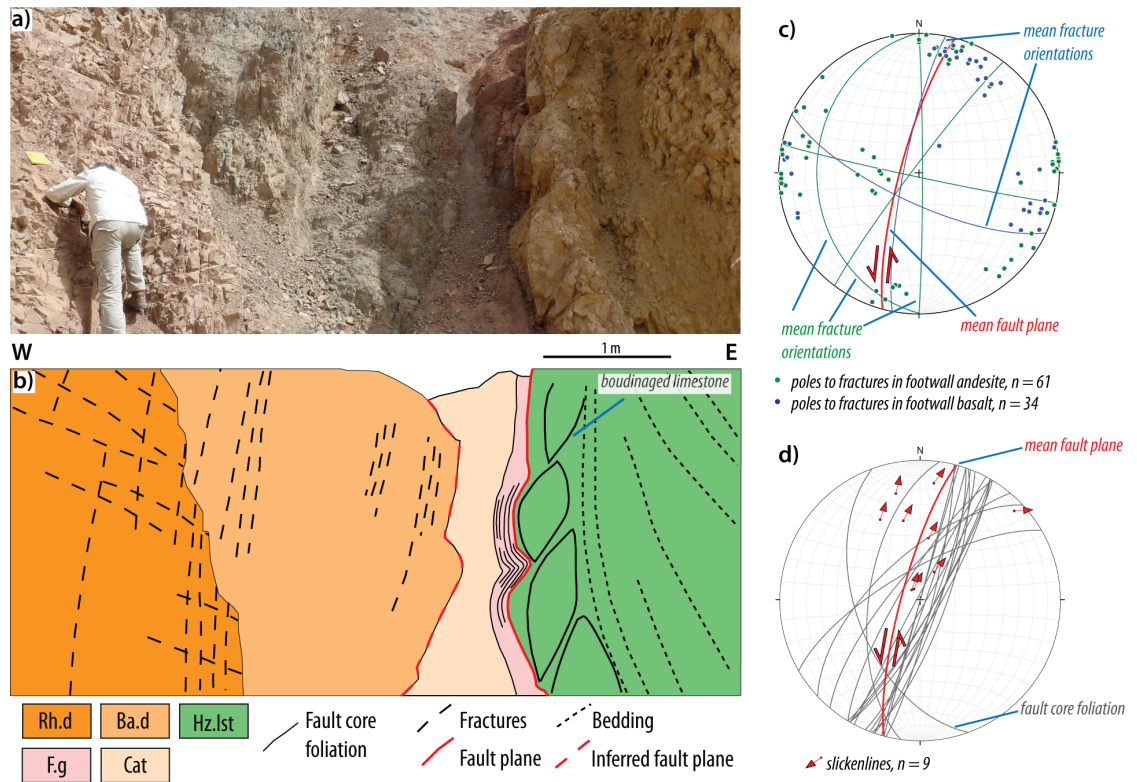 a)
W
E
1 m
b)
boudinaged limestone
Rh.d
Ba.d
Hz.lst
F.g
Cat
Fault core
foliation
Fractures
Fault plane
Bedding
Inferred fault plane
c)
N
mean fracture
orientations
mean fracture
orientations
mean fault plane
poles to fractures in footwall andesite, n = 61
poles to fractures in footwall basalt, n = 34
d)
N
mean fault plane
fault core foliation
slickenlines, n = 9